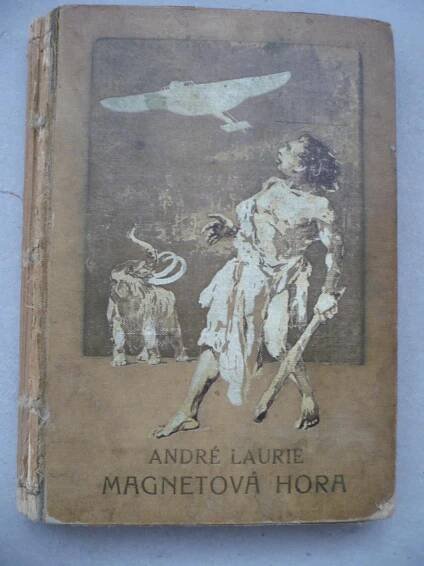 ANDRÉ LAURIE
MAGNETOVÁ HORA